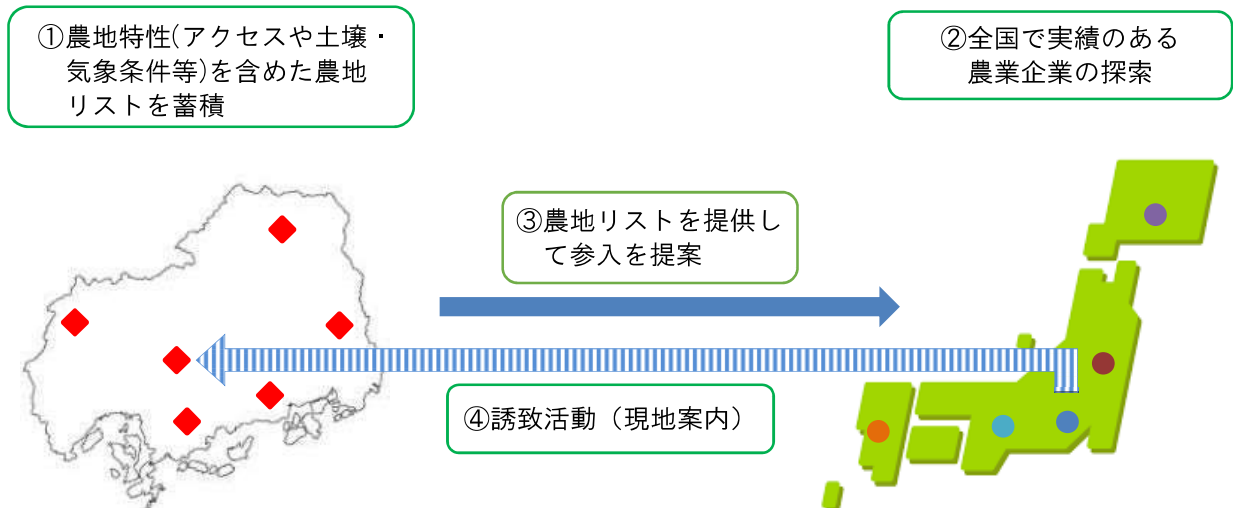 ①農地特性(アクセスや土壌・
気象条件等)を含めた農地
リストを蓄積
②全国で実績のある
農業企業の探索
③農地リストを提供し
て参入を提案
④誘致活動（現地案内）